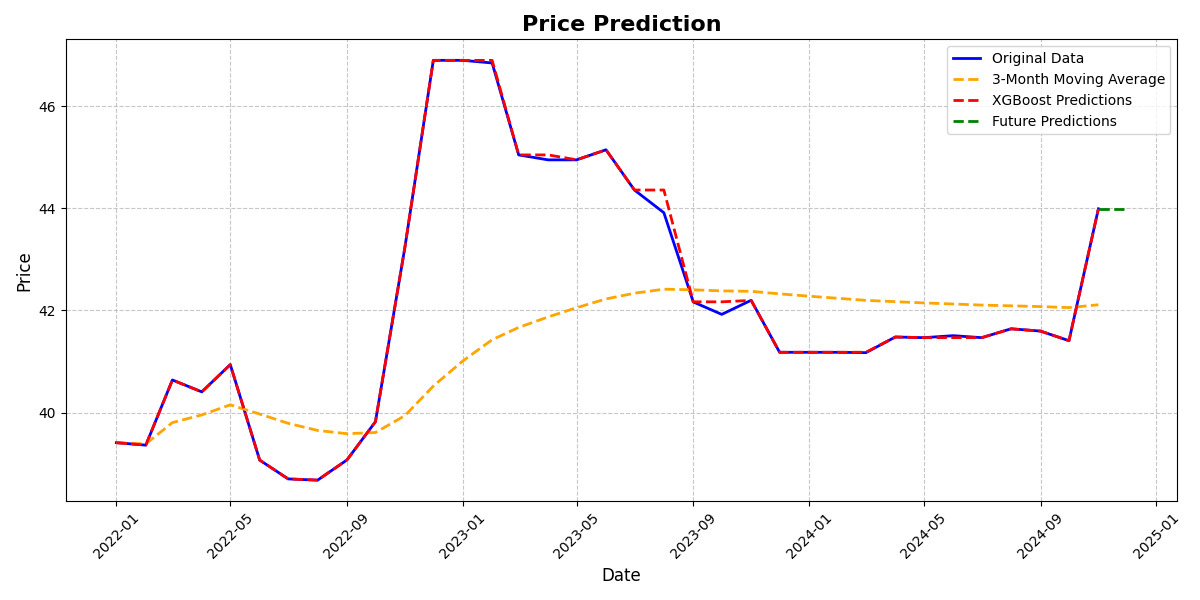 Price Prediction
Original Data
3-Month Moving Average
XGBoost Predictions
Future Predictions
Price
46
44
42
40
2022-01
2022-05
2022-09
2023-01
2023-05
2023-09
2024-01
2024-05
2024-09
2025-01
Date